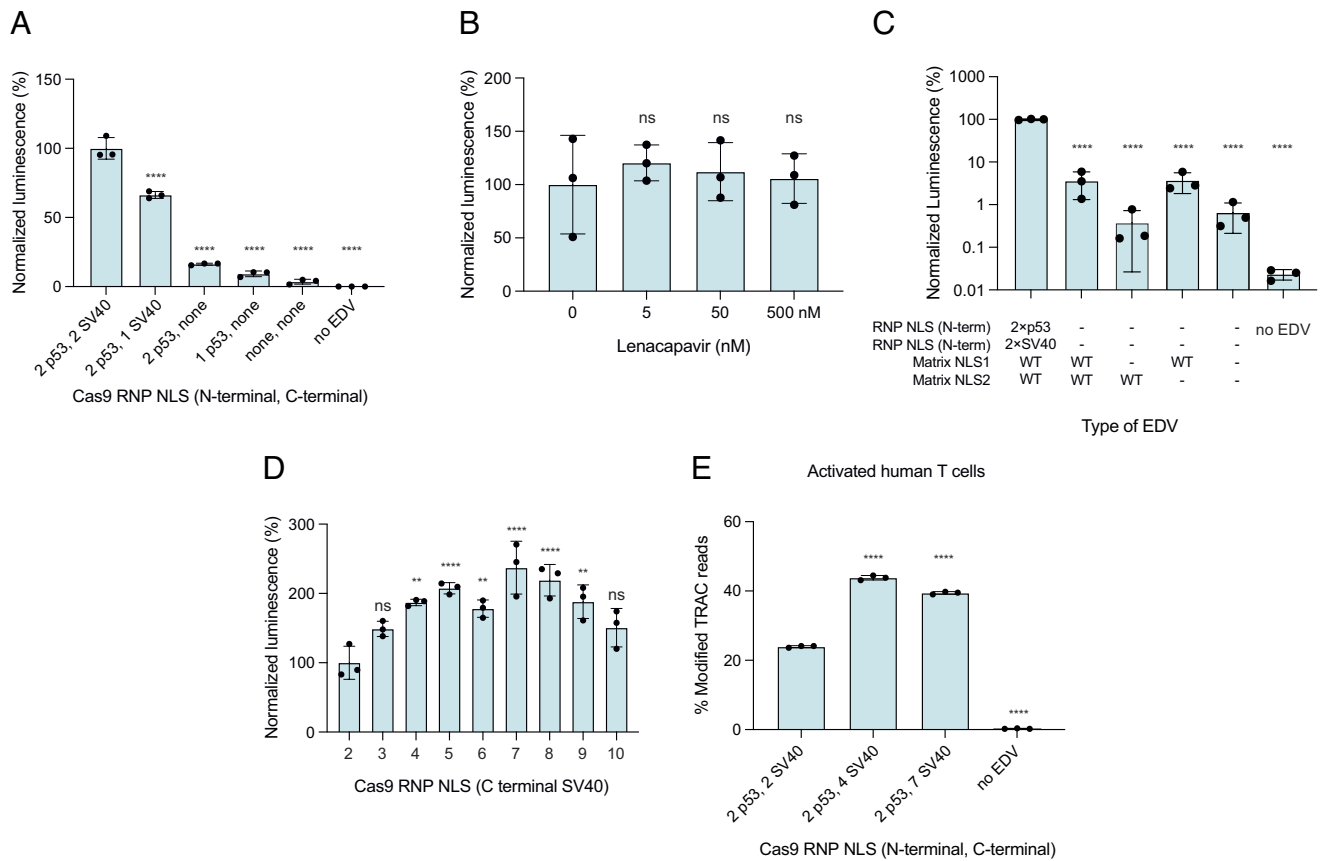 A
Normalized luminescence (%)
150
100
50
0
****
****
****
****
****
2 p53, 2 SV40
2 p53, 1 SV40
2 p53, none
1 p53, none
none, none
no EDV
Cas9 RNP NLS (N-terminal, C-terminal)
B
Normalized luminescence (%)
200
150
100
50
0
ns
ns
ns
0
5
50
500 nM
Lenacapavir (nM)
C
Normalized Luminescence (%)
1000
100
10
1
0.1
0.01
****
****
****
****
****
RNP NLS (N-term) 2×p53 - - - - no EDV
RNP NLS (N-term) 2×SV40 - - - -
Matrix NLS1 WT WT - WT -
Matrix NLS2 WT WT WT - -
Type of EDV
D
Normalized luminescence (%)
300
200
100
0
ns
**
****
**
****
****
**
ns
2 3 4 5 6 7 8 9 10
Cas9 RNP NLS (C terminal SV40)
E
Activated human T cells
% Modified TRAC reads
60
40
20
0
****
****
****
2 p53, 2 SV40
2 p53, 4 SV40
2 p53, 7 SV40
no EDV
Cas9 RNP NLS (N-terminal, C-terminal)